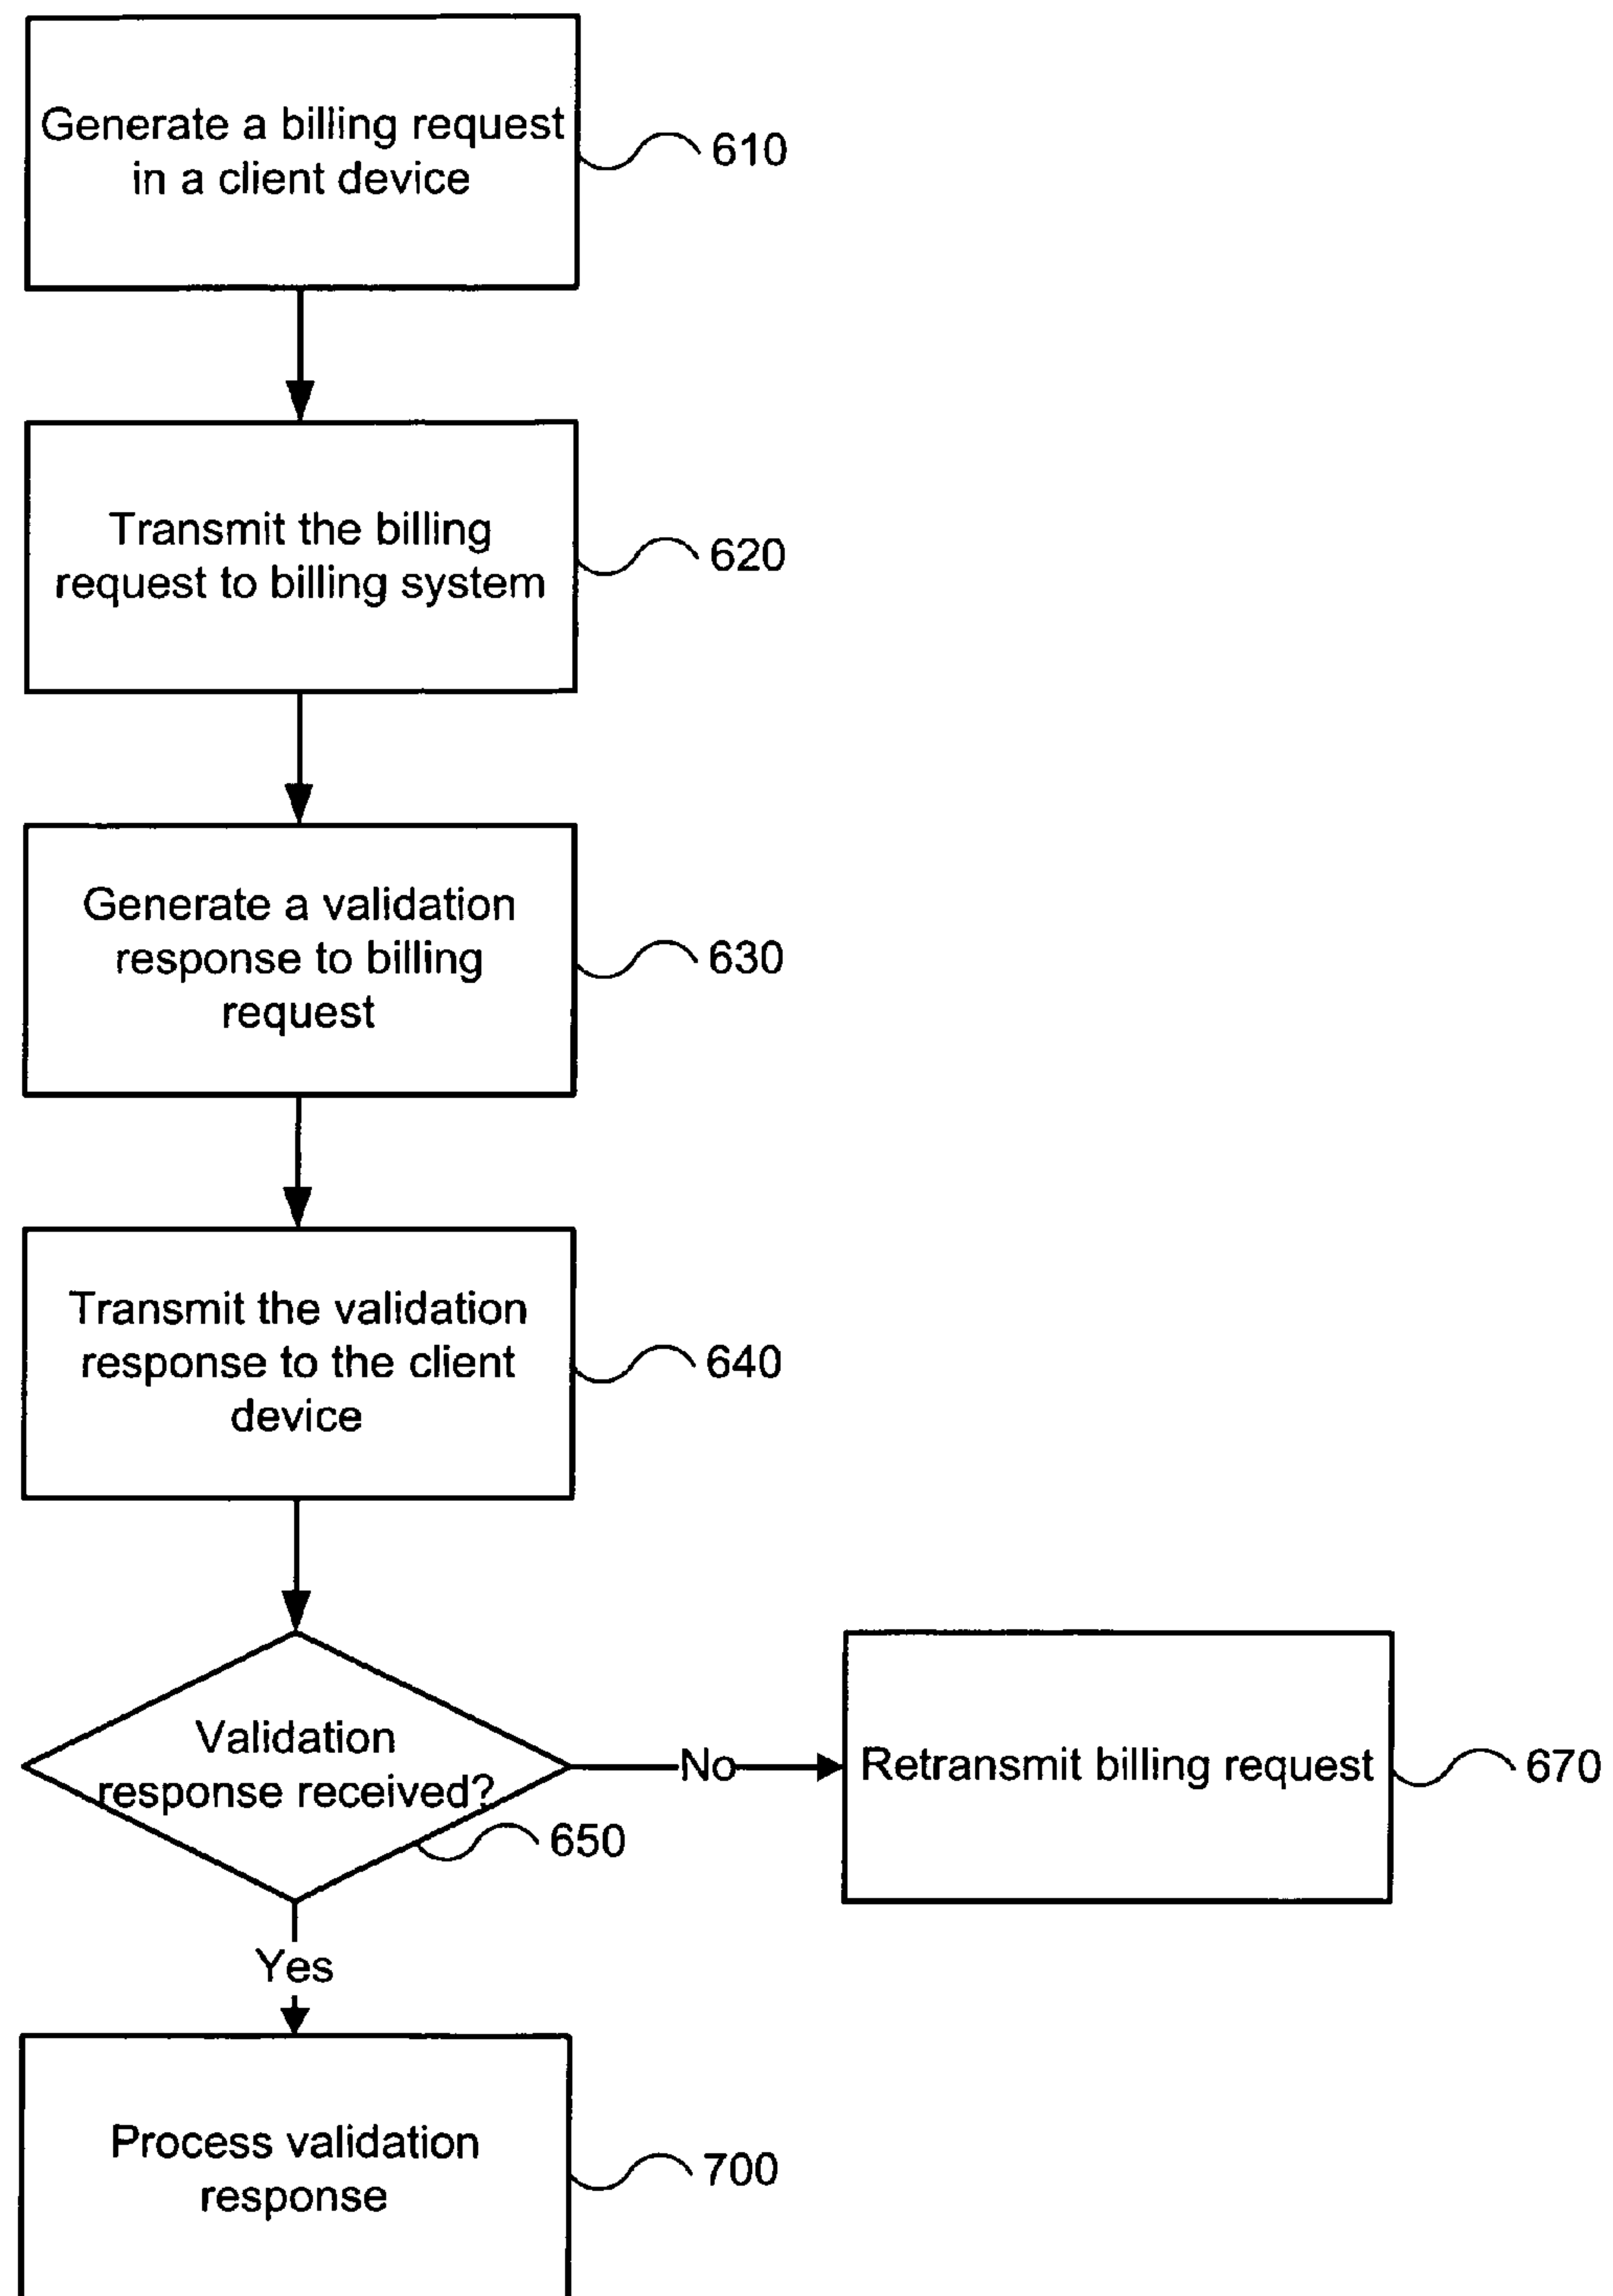 Generate a billing request
in a client device
610
Transmit the billing
request to billing system
620
Generate a validation
response to billing
request
630
Transmit the validation
response to the client
device
640
Validation
response received?
650
No
Retransmit billing request
670
Yes
Process validation
response
700